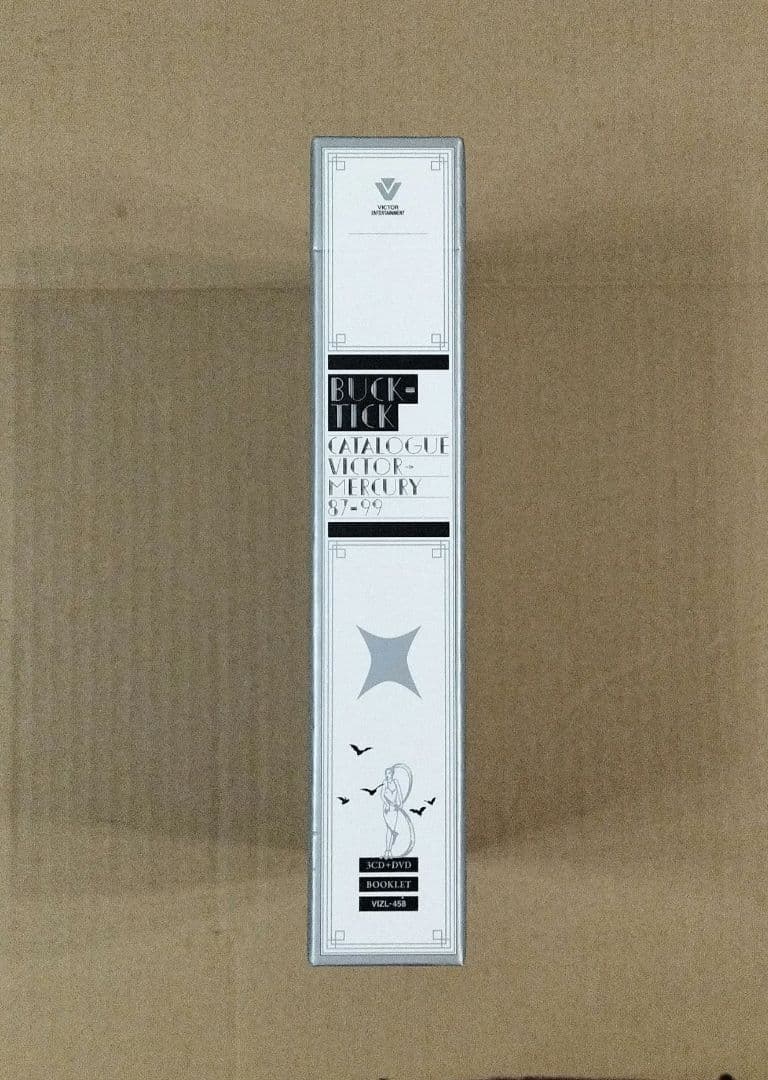 VICTOR
ENTERTAINMENT
BUCK-
TICK
CATALOGUE
VICTOR→
MERCURY
87-99
3CD+DVD
BOOKLET
VIZL-458